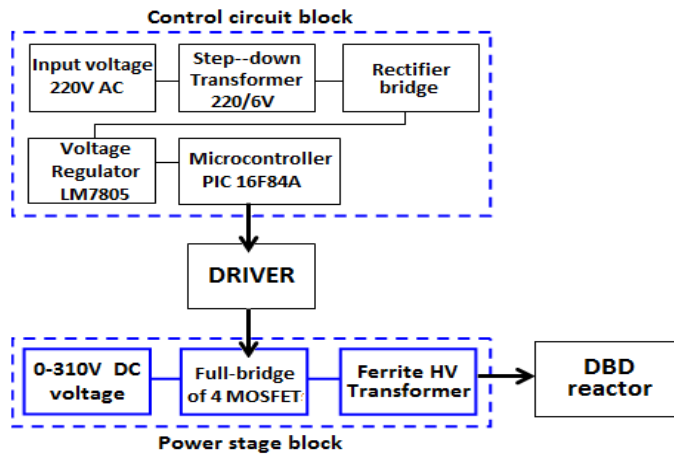 Control circuit block
Input voltage
220V AC
Step--down
Transformer
220/6V
Rectifier
bridge
Voltage
Regulator
LM7805
Microcontroller
PIC 16F84A
DRIVER
0-310V DC
voltage
Full-bridge
of 4 MOSFET:
Ferrite HV
Transformer
DBD
reactor
Power stage block